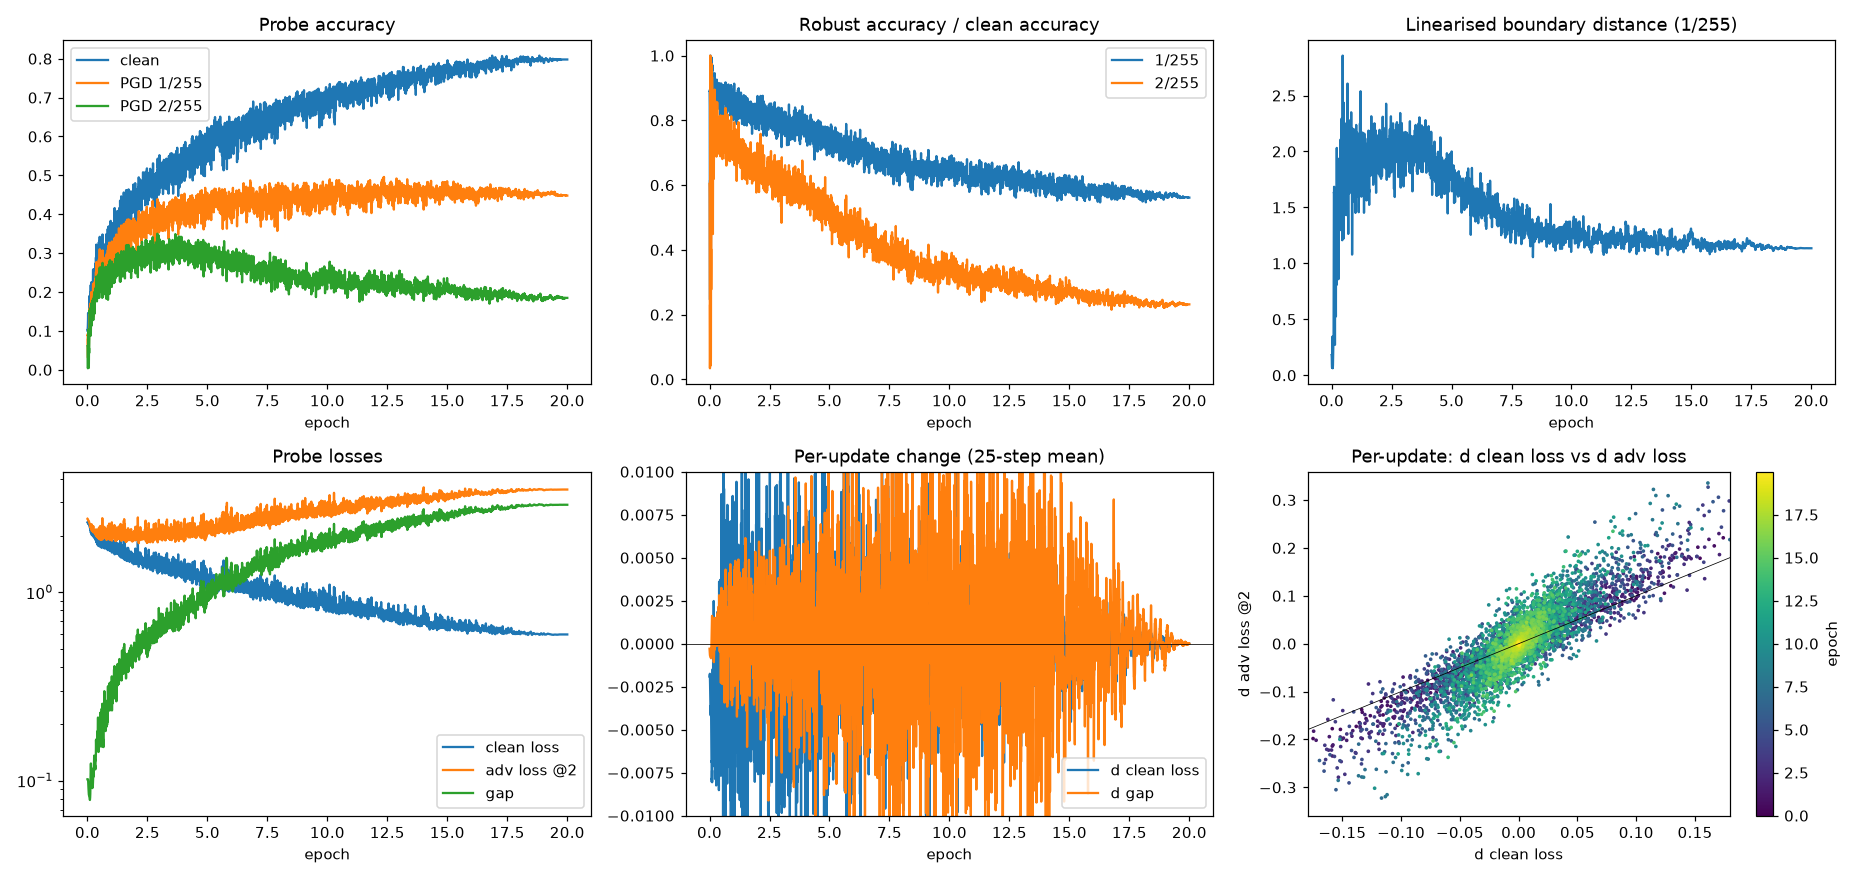 Probe accuracy
clean
PGD 1/255
PGD 2/255
0.8
0.7
0.6
0.5
0.4
0.3
0.2
0.1
0.0
0.0 2.5 5.0 7.5 10.0 12.5 15.0 17.5 20.0
epoch
Robust accuracy / clean accuracy
1/255
2/255
1.0
0.8
0.6
0.4
0.2
0.0
0.0 2.5 5.0 7.5 10.0 12.5 15.0 17.5 20.0
epoch
Linearised boundary distance (1/255)
2.5
2.0
1.5
1.0
0.5
0.0
0.0 2.5 5.0 7.5 10.0 12.5 15.0 17.5 20.0
epoch
Probe losses
10⁰
10⁻¹
clean loss
adv loss @2
gap
0.0 2.5 5.0 7.5 10.0 12.5 15.0 17.5 20.0
epoch
Per-update change (25-step mean)
0.0100
0.0075
0.0050
0.0025
0.0000
−0.0025
−0.0050
−0.0075
−0.0100
d clean loss
d gap
0.0 2.5 5.0 7.5 10.0 12.5 15.0 17.5 20.0
epoch
Per-update: d clean loss vs d adv loss
d adv loss @2
0.3
0.2
0.1
0.0
−0.1
−0.2
−0.3
−0.15 −0.10 −0.05 0.00 0.05 0.10 0.15
d clean loss
17.5
15.0
12.5
10.0
7.5
5.0
2.5
0.0
epoch